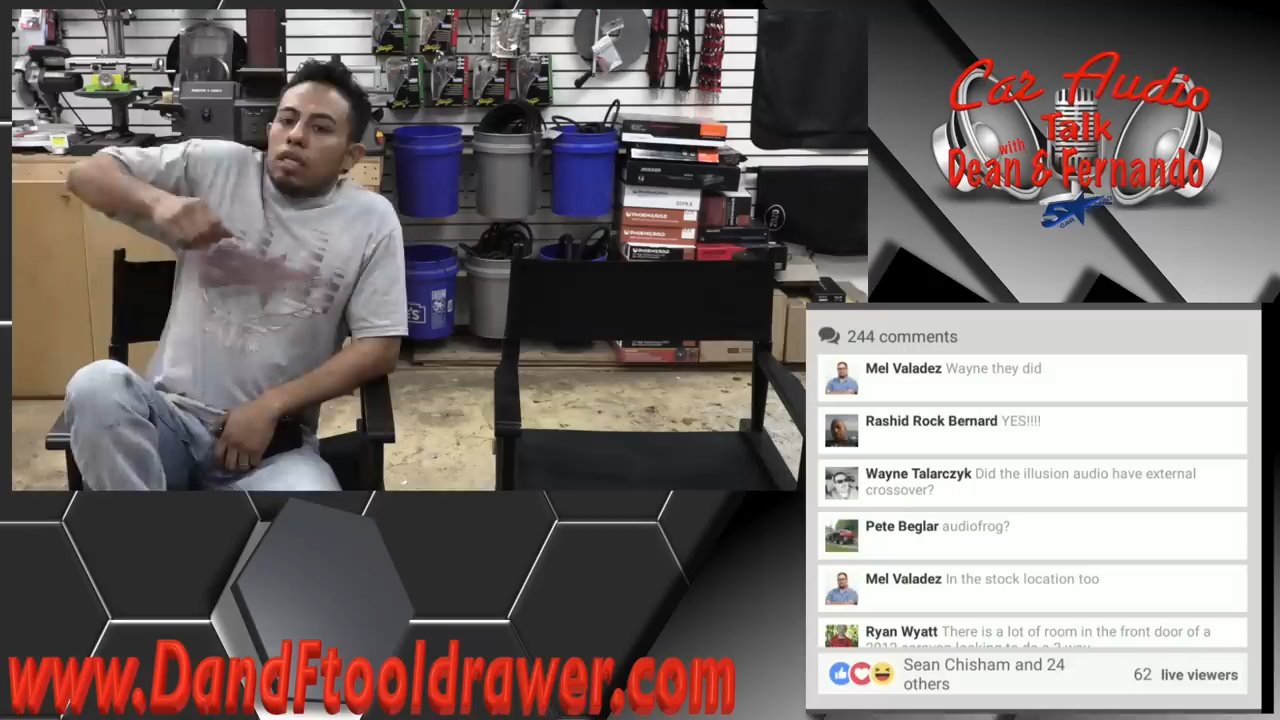 Car Audio
Talk
with
Dean & Fernando
244 comments
Mel Valadez Wayne they did
Rashid Rock Bernard YES!!!!
Wayne Talarczyk Did the illusion audio have external
crossover?
Pete Beglar audiofrog?
Mel Valadez In the stock location too
Ryan Wyatt There is a lot of room in the front door of a
Sean Chisham and 24
others
62 live viewers
www.DandFtooldrawer.com